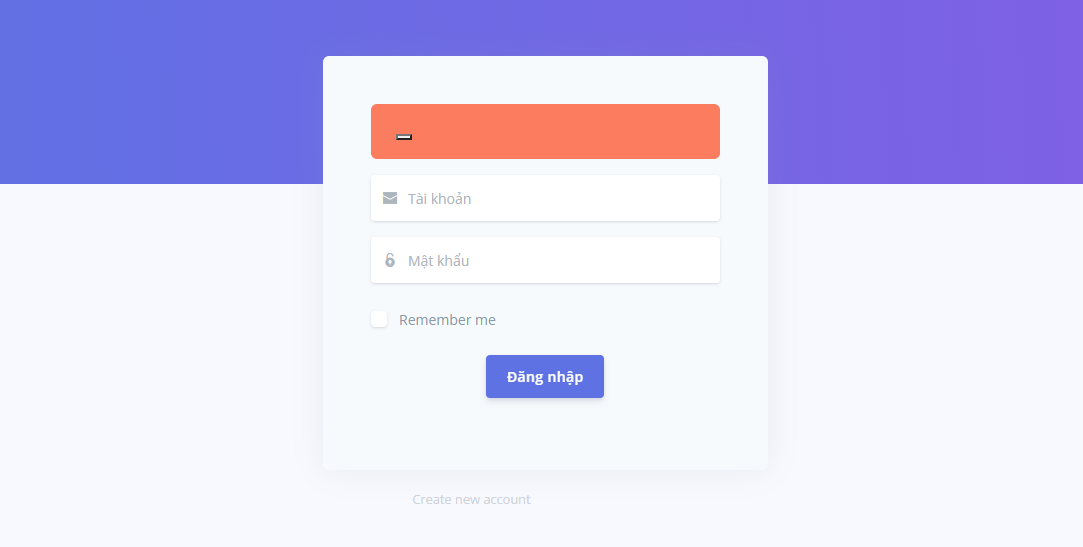 Tài khoản
Mật khẩu
Remember me
Đăng nhập
Create new account